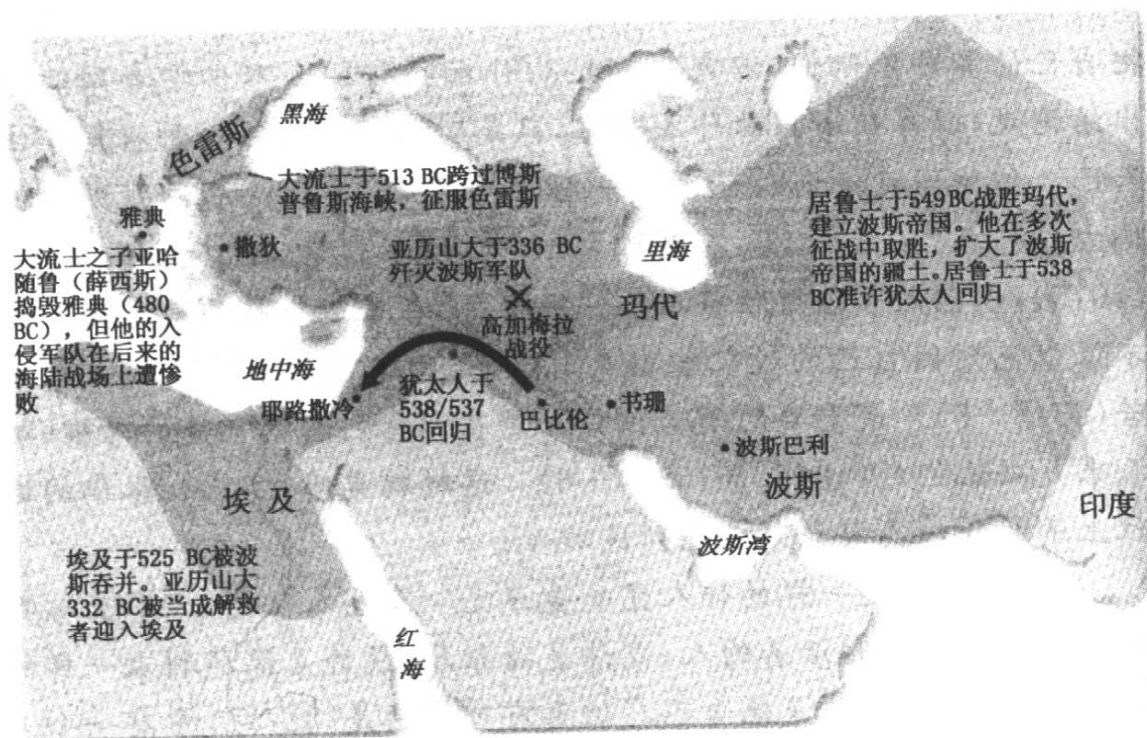 黑海
色雷斯
大流士于513 BC跨过博斯
普鲁斯海峡，征服色雷斯
雅典
撒狄
大流士之子亚哈
随鲁（薛西斯）
捣毁雅典（480
BC），但他的入
侵军队在后来的
海陆战场上遭惨
败
亚历山大于336 BC
歼灭波斯军队
高加梅拉
战役
里海
玛代
居鲁士于549BC战胜玛代，
建立波斯帝国。他在多次
征战中取胜，扩大了波斯
帝国的疆土。居鲁士于538
BC准许犹太人回归
地中海
耶路撒冷
犹太人于
538/537
BC回归
巴比伦
书珊
波斯巴利
波斯
印度
埃及
波斯湾
埃及于525 BC被波
斯吞并。亚历山大
332 BC被当成解救
者迎入埃及
红
海